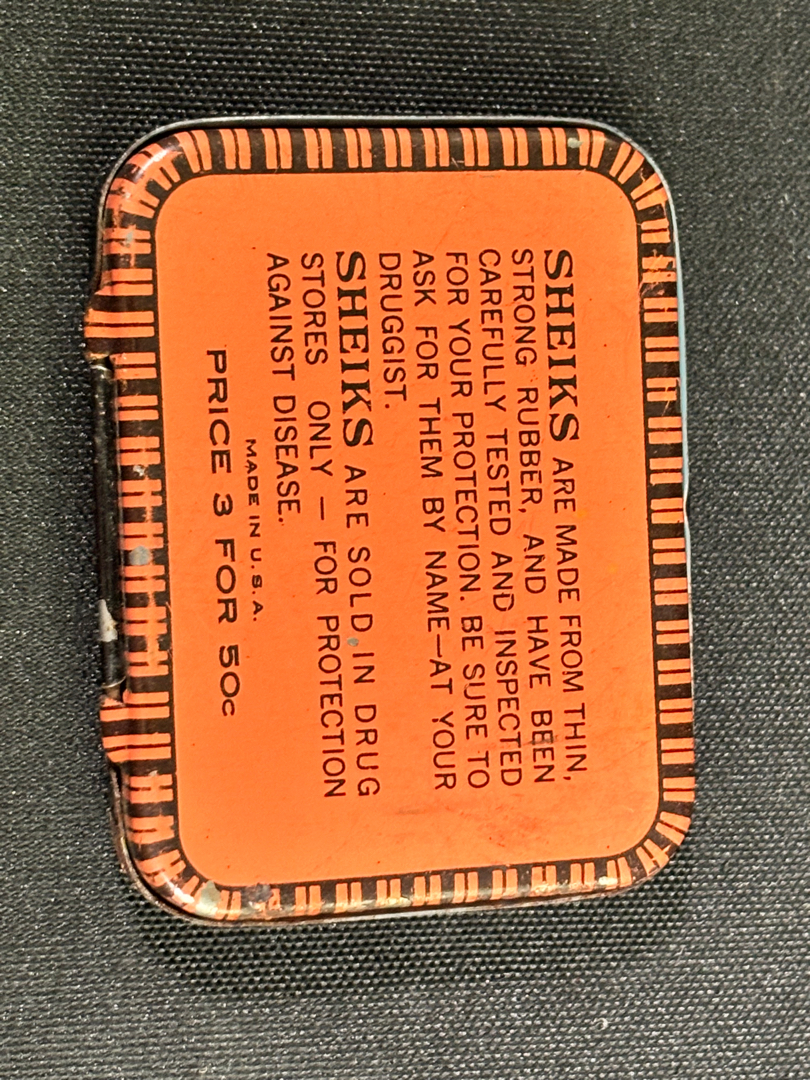 SHEIKS ARE MADE FROM THIN,
STRONG RUBBER, AND HAVE BEEN
CAREFULLY TESTED AND INSPECTED
FOR YOUR PROTECTION. BE SURE TO
ASK FOR THEM BY NAME—AT YOUR
DRUGGIST.
SHEIKS ARE SOLD IN DRUG
STORES ONLY — FOR PROTECTION
AGAINST DISEASE.
MADE IN U.S.A.
PRICE 3 FOR 50c